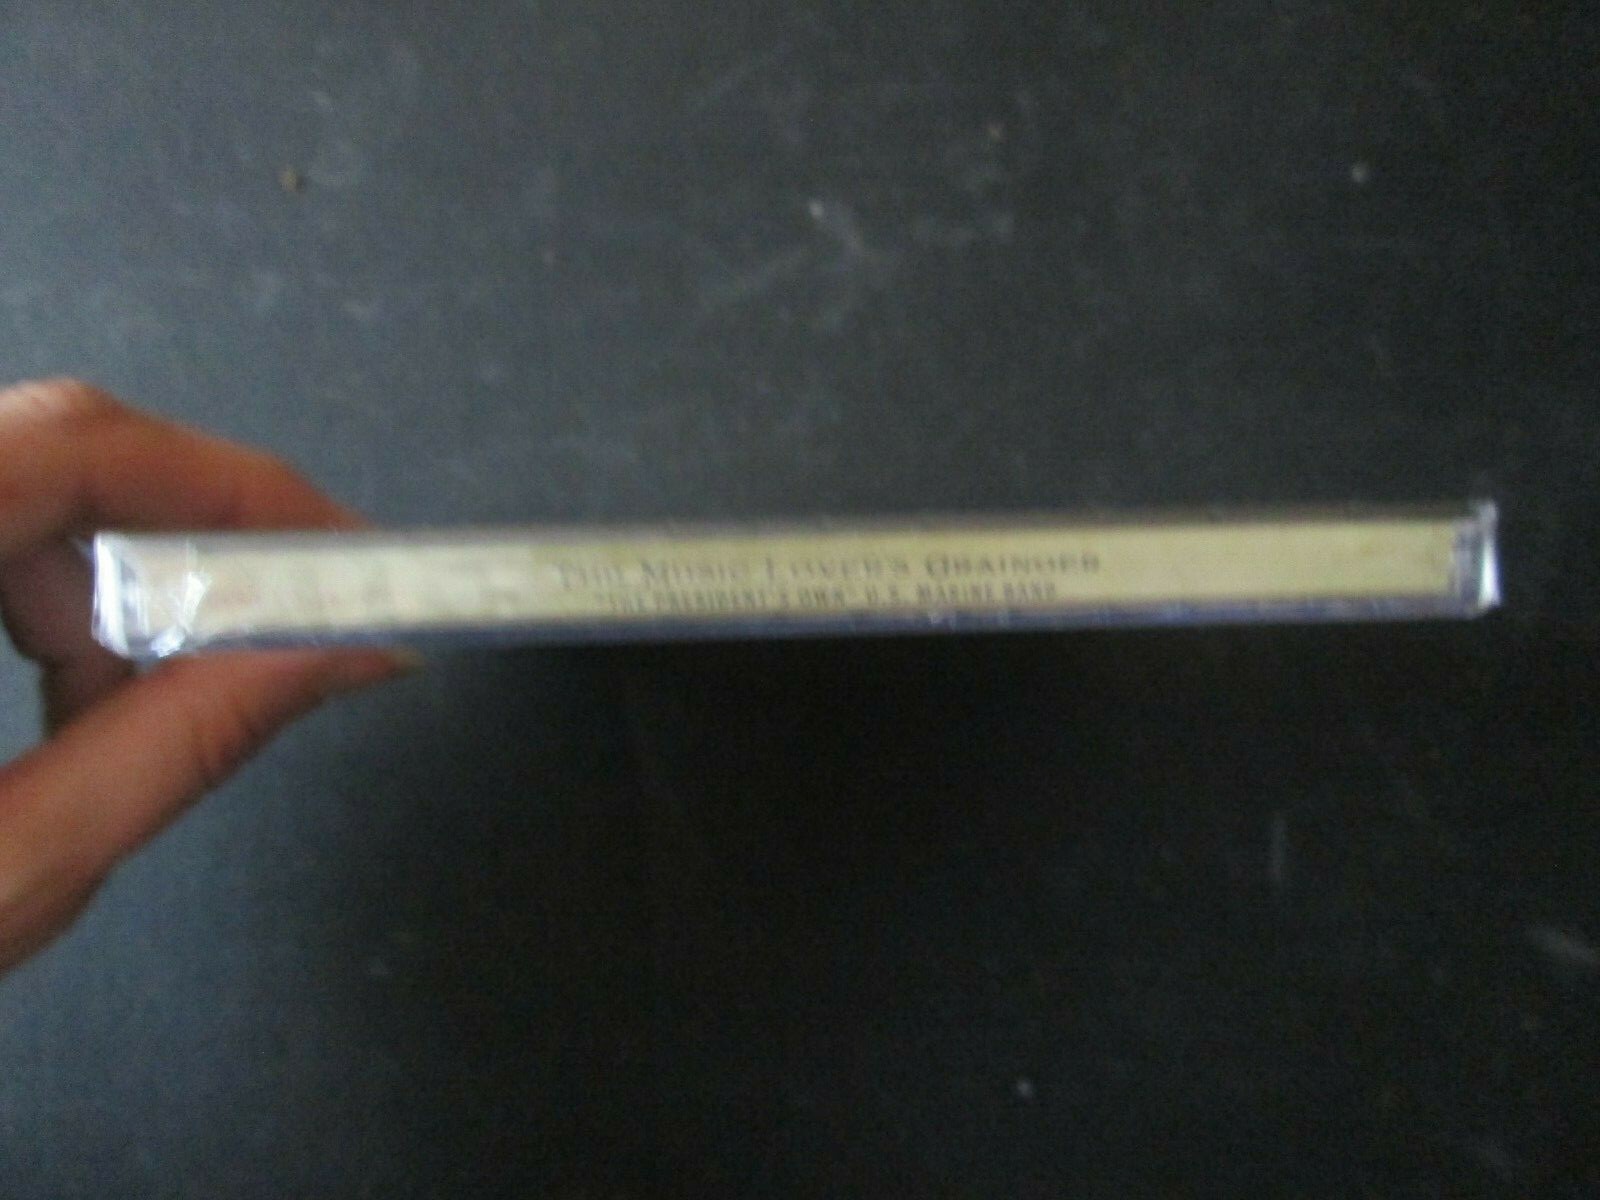 THE MUSIC LOVER'S GRAINGER
"THE PRESIDENT'S OWN" U.S. MARINE BAND